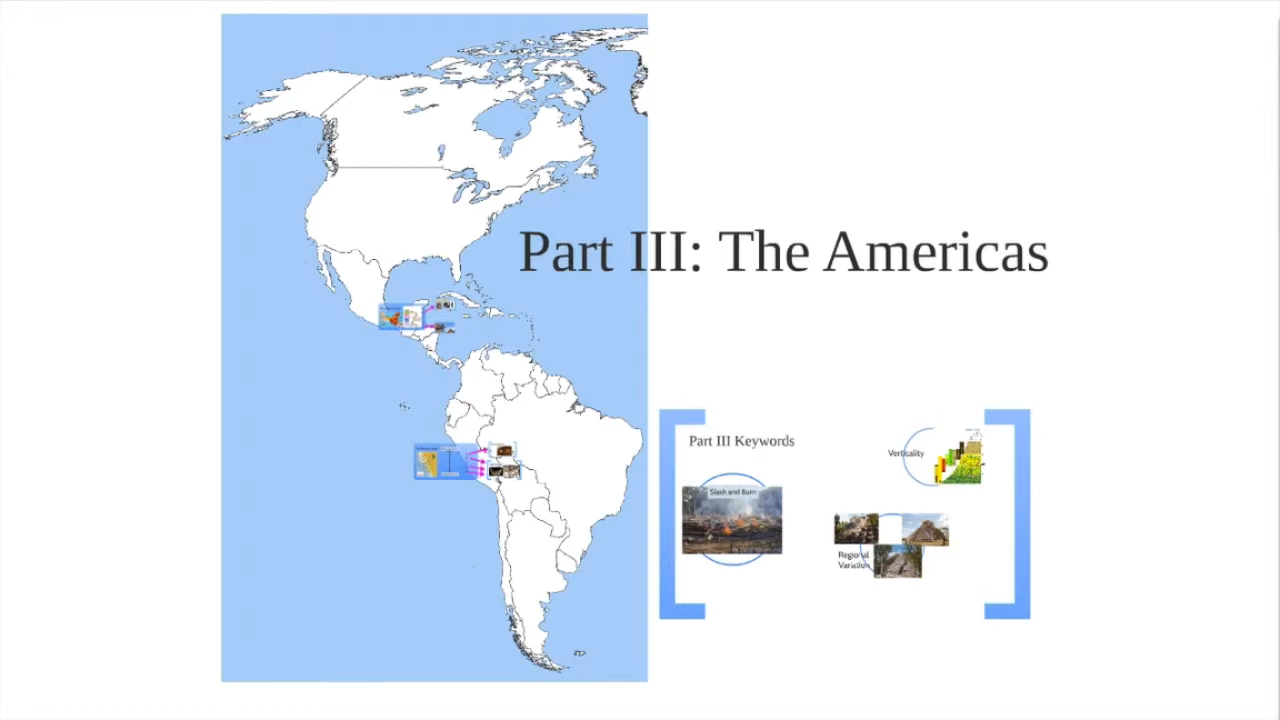 Part III: The Americas
Part III Keywords
Verticality
Slash and Burn
Regional
Variation